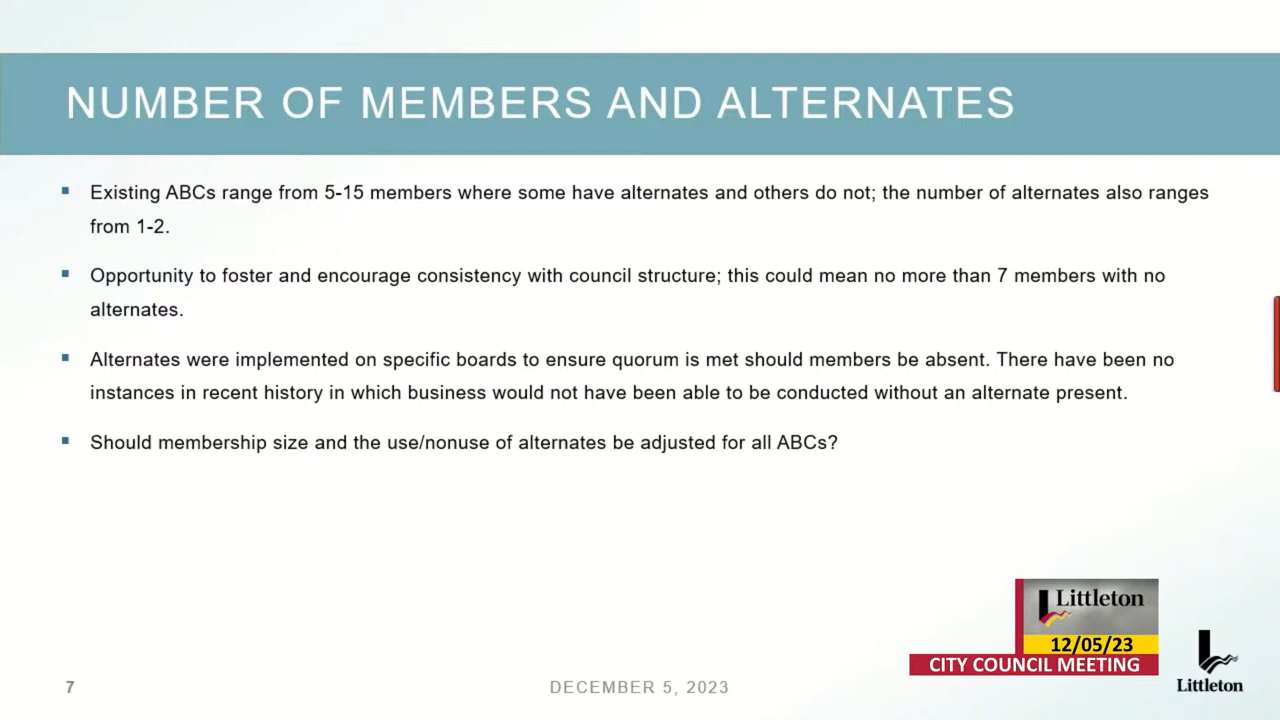 NUMBER OF MEMBERS AND ALTERNATES
▪ Existing ABCs range from 5-15 members where some have alternates and others do not; the number of alternates also ranges
from 1-2.
▪ Opportunity to foster and encourage consistency with council structure; this could mean no more than 7 members with no
alternates.
▪ Alternates were implemented on specific boards to ensure quorum is met should members be absent. There have been no
instances in recent history in which business would not have been able to be conducted without an alternate present.
▪ Should membership size and the use/nonuse of alternates be adjusted for all ABCs?
Littleton
12/05/23
CITY COUNCIL MEETING
7
DECEMBER 5, 2023
Littleton